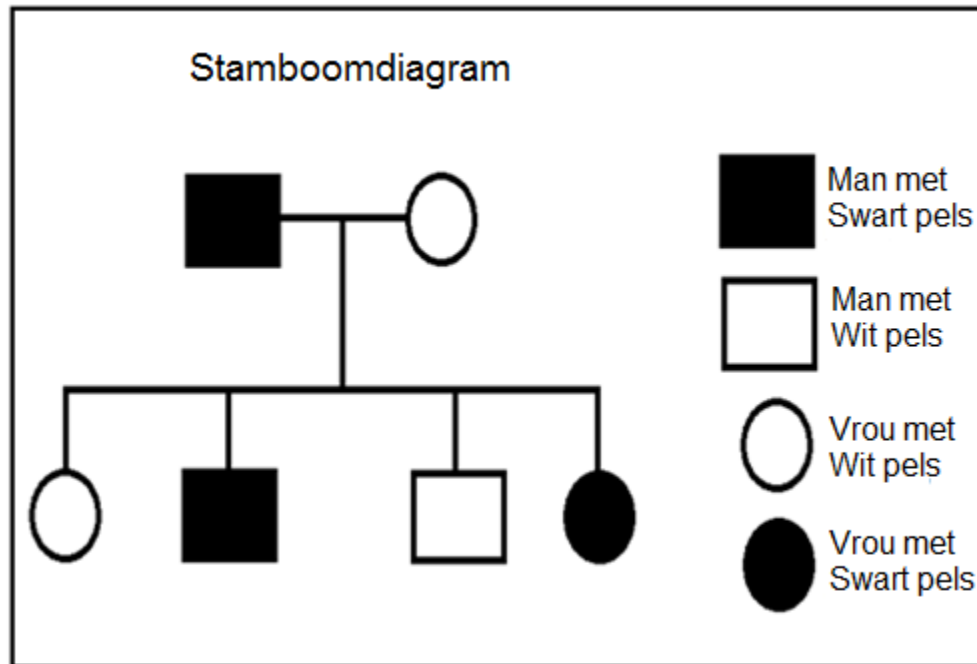 Stamboomdiagram
Man met
Swart pels
Man met
Wit pels
Vrou met
Wit pels
Vrou met
Swart pels